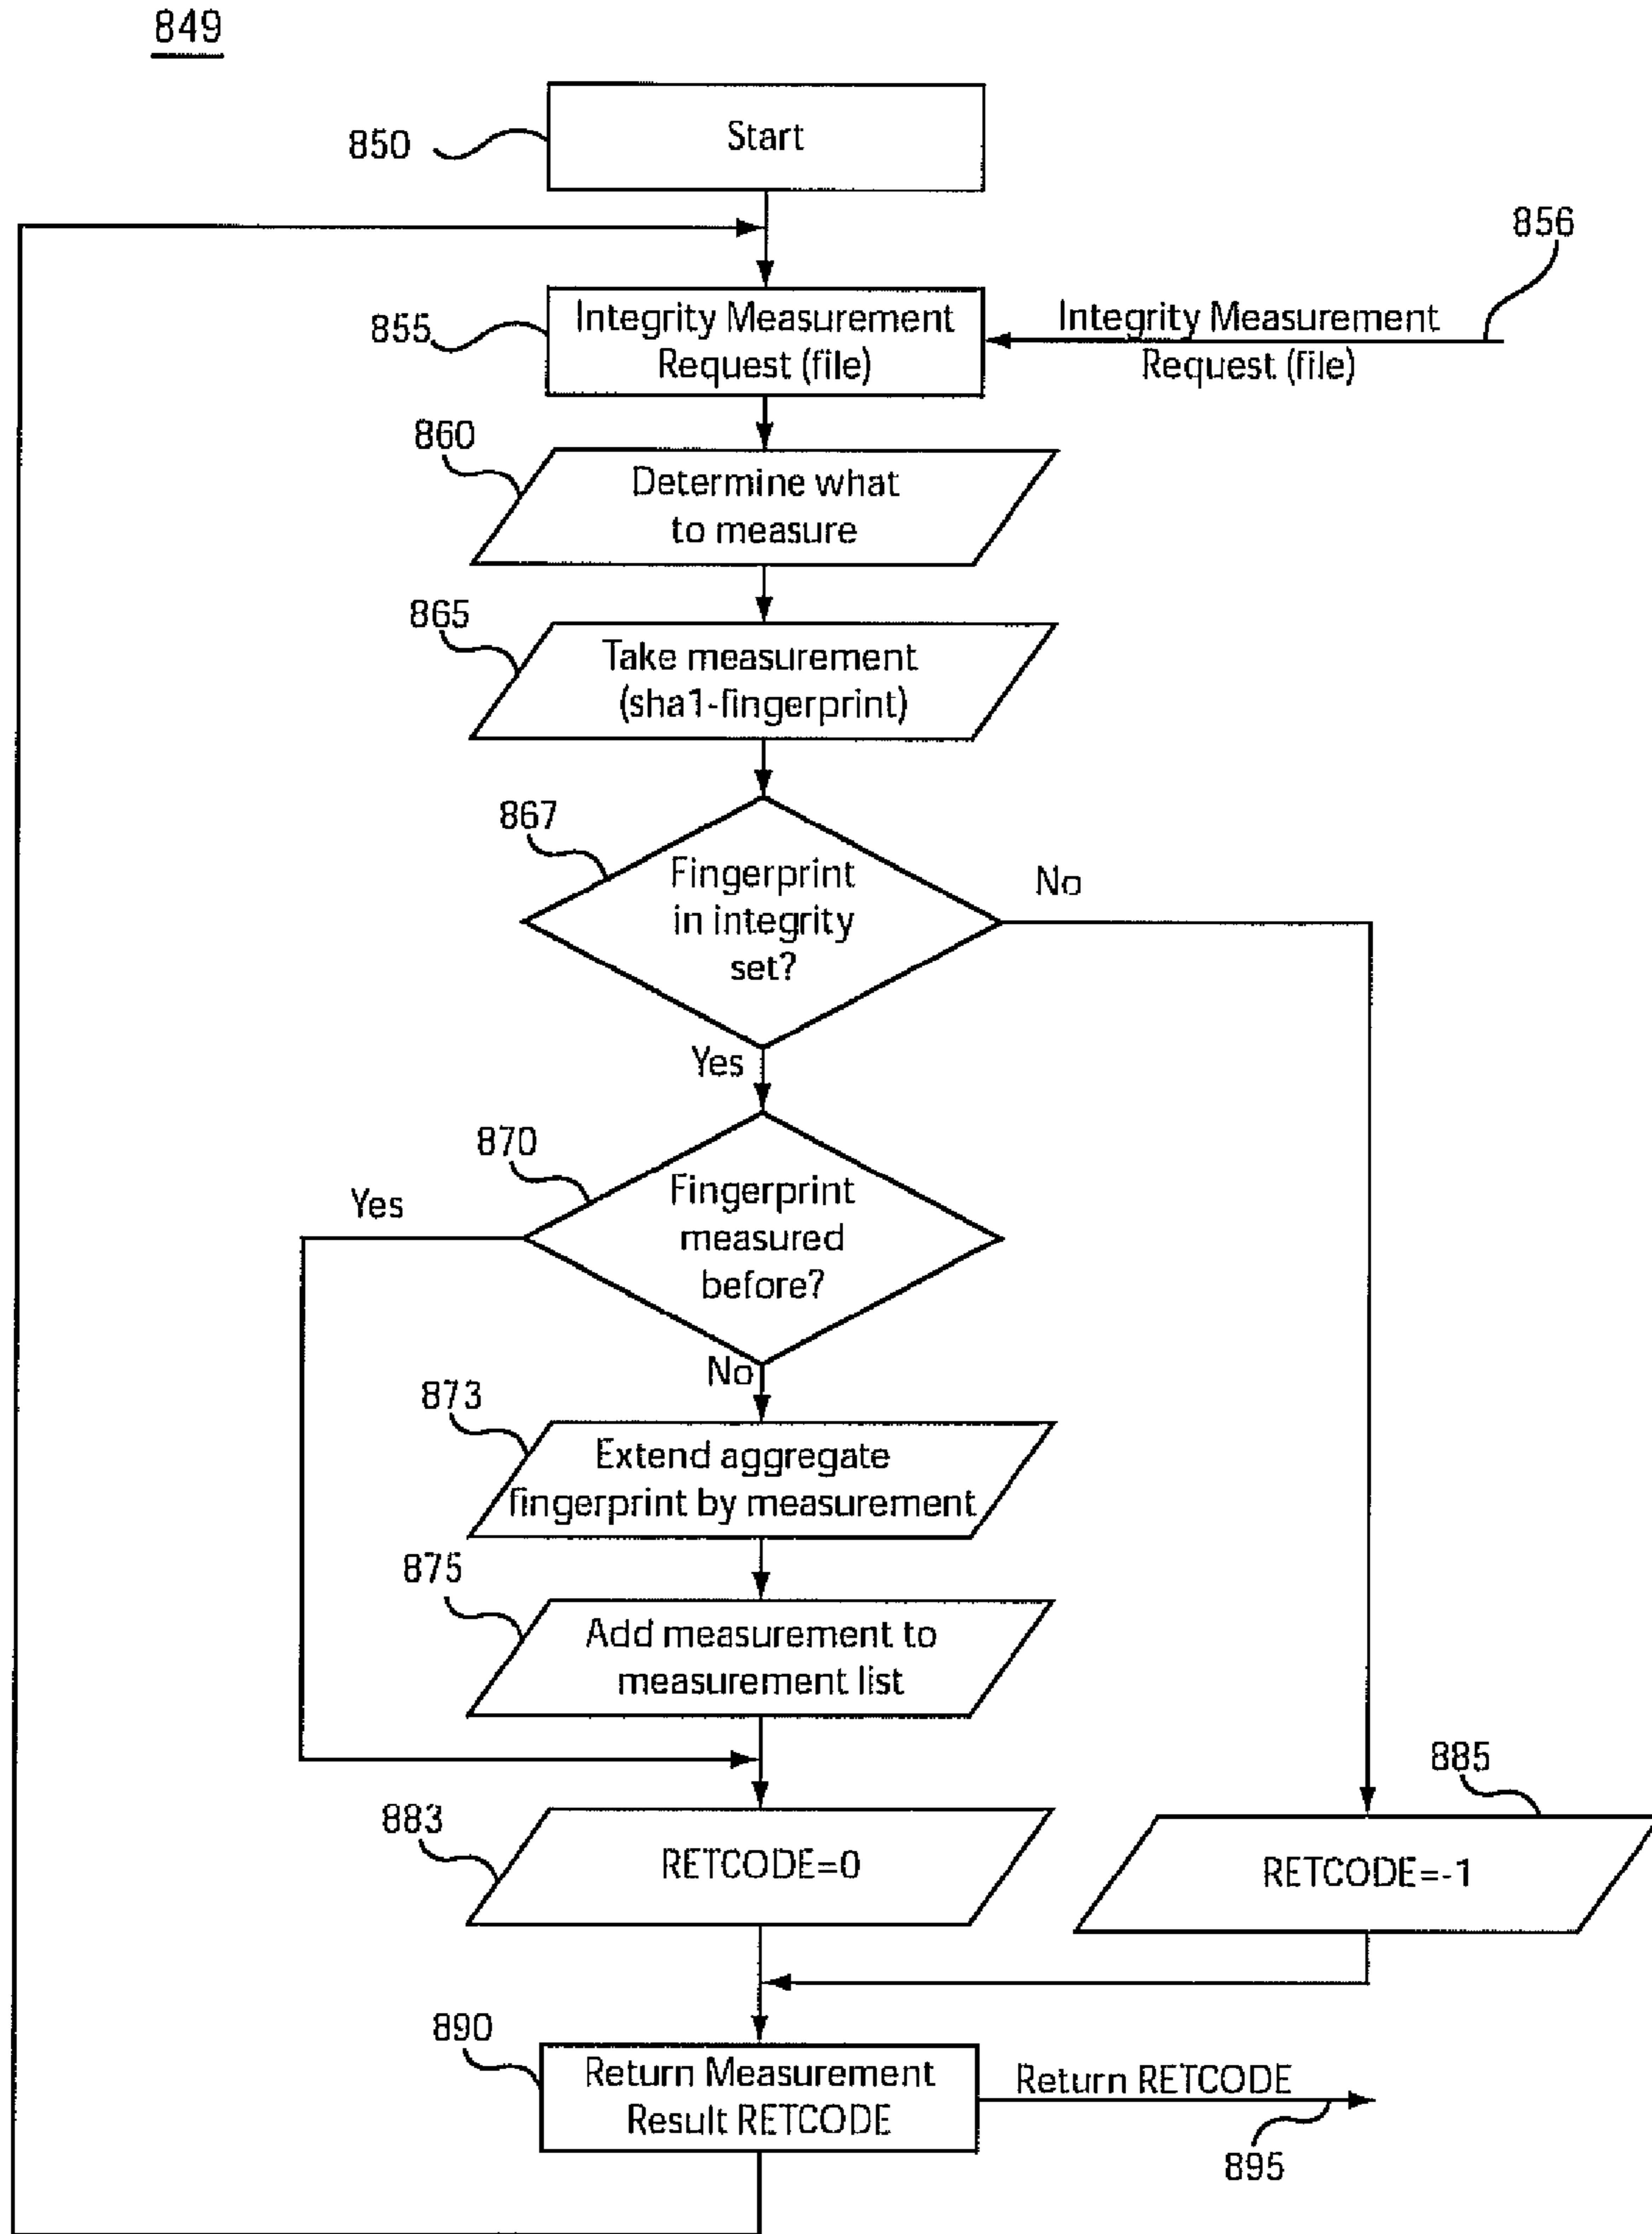 849
850
Start
856
855
Integrity Measurement
Request (file)
Integrity Measurement
Request (file)
860
Determine what
to measure
865
Take measurement
(sha1-fingerprint)
867
Fingerprint
in integrity
set?
No
Yes
870
Fingerprint
measured
before?
Yes
No
873
Extend aggregate
fingerprint by measurement
875
Add measurement to
measurement list
883
RETCODE=0
885
RETCODE=-1
890
Return Measurement
Result RETCODE
Return RETCODE
895